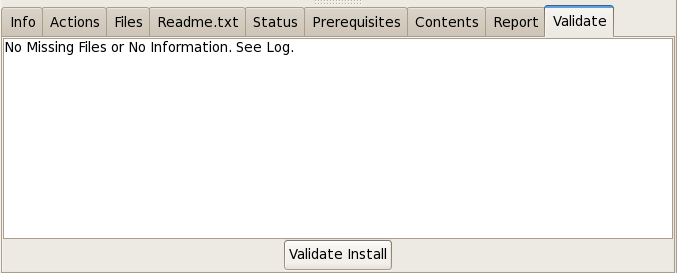 Info Actions Files Readme.txt Status Prerequisites Contents Report Validate
No Missing Files or No Information. See Log.
Validate Install